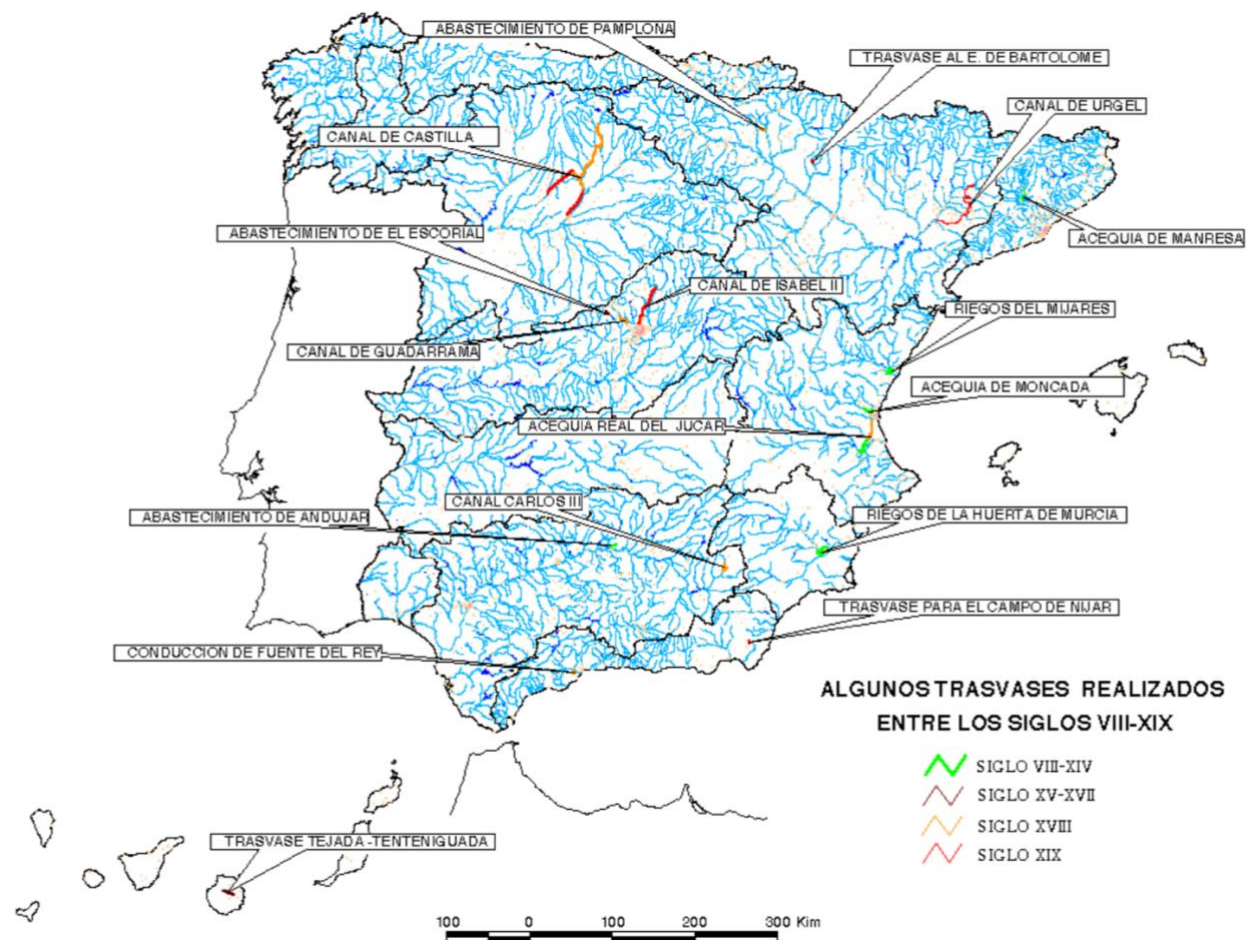 ABASTECIMIENTO DE PAMPLONA
TRASVASE AL E. DE BARTOLOME
CANAL DE URGEL
CANAL DE CASTILLA
ABASTECIMIENTO DE EL ESCORIAL
ACEQUIA DE MANRESA
CANAL DE ISABEL II
RIEGOS DEL MIJARES
CANAL DE GUADARRAMA
ACEQUIA DE MONCADA
ACEQUIA REAL DEL JUCAR
CANAL CARLOS III
ABASTECIMIENTO DE ANDUJAR
RIEGOS DE LA HUERTA DE MURCIA
TRASVASE PARA EL CAMPO DE NIJAR
CONDUCCION DE FUENTE DEL REY
ALGUNOS TRASVASES REALIZADOS
ENTRE LOS SIGLOS VIII-XIX
SIGLO VIII-XIV
SIGLO XV-XVII
SIGLO XVIII
SIGLO XIX
TRASVASE TEJADA -TENTENIGUADA
100 0 100 200 300 Kim